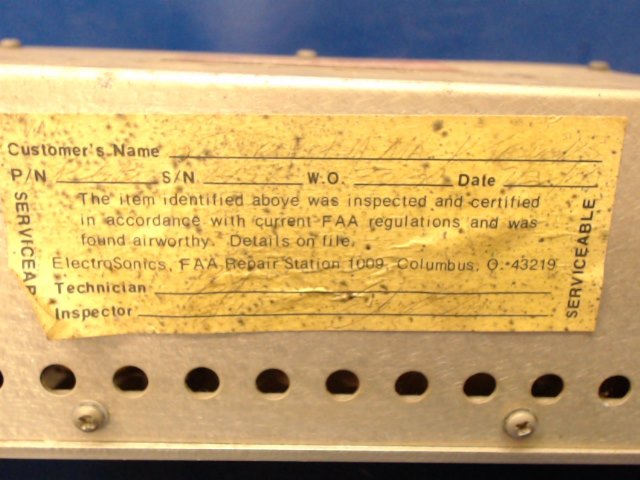 Customer's Name
P/N S/N W.O. Date
The item identified above was inspected and certified
in accordance with current FAA regulations and was
found airworthy. Details on file.
ElectroSonics, FAA Repair Station 1009, Columbus, O. 43219
Technician
Inspector
SERVICEAB
SERVICEABLE